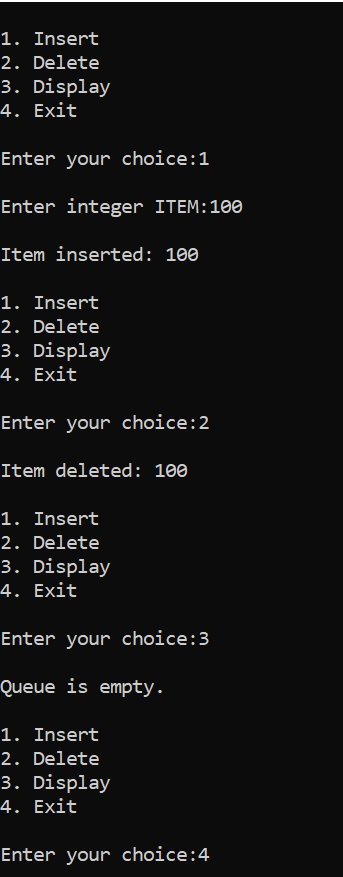 1. Insert
2. Delete
3. Display
4. Exit
Enter your choice:1
Enter integer ITEM:100
Item inserted: 100
1. Insert
2. Delete
3. Display
4. Exit
Enter your choice:2
Item deleted: 100
1. Insert
2. Delete
3. Display
4. Exit
Enter your choice:3
Queue is empty.
1. Insert
2. Delete
3. Display
4. Exit
Enter your choice:4